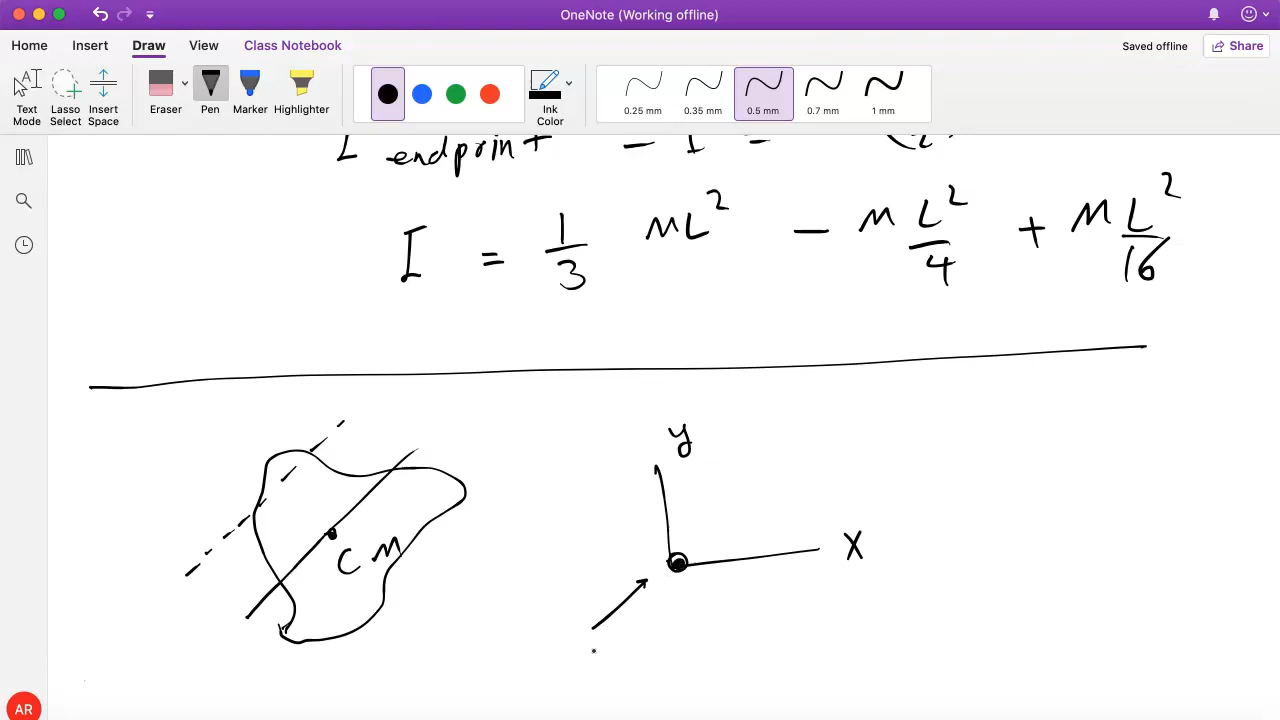 OneNote (Working offline)
Home Insert Draw View Class Notebook
Saved offline Share
Text Mode
Lasso Select
Insert Space
Eraser
Pen
Marker
Highlighter
Ink Color
0.25 mm
0.35 mm
0.5 mm
0.7 mm
1 mm
I endpoint - I =
I = 1/3 ML² - M L²/4 + M L²/16
y
X
CM
AR